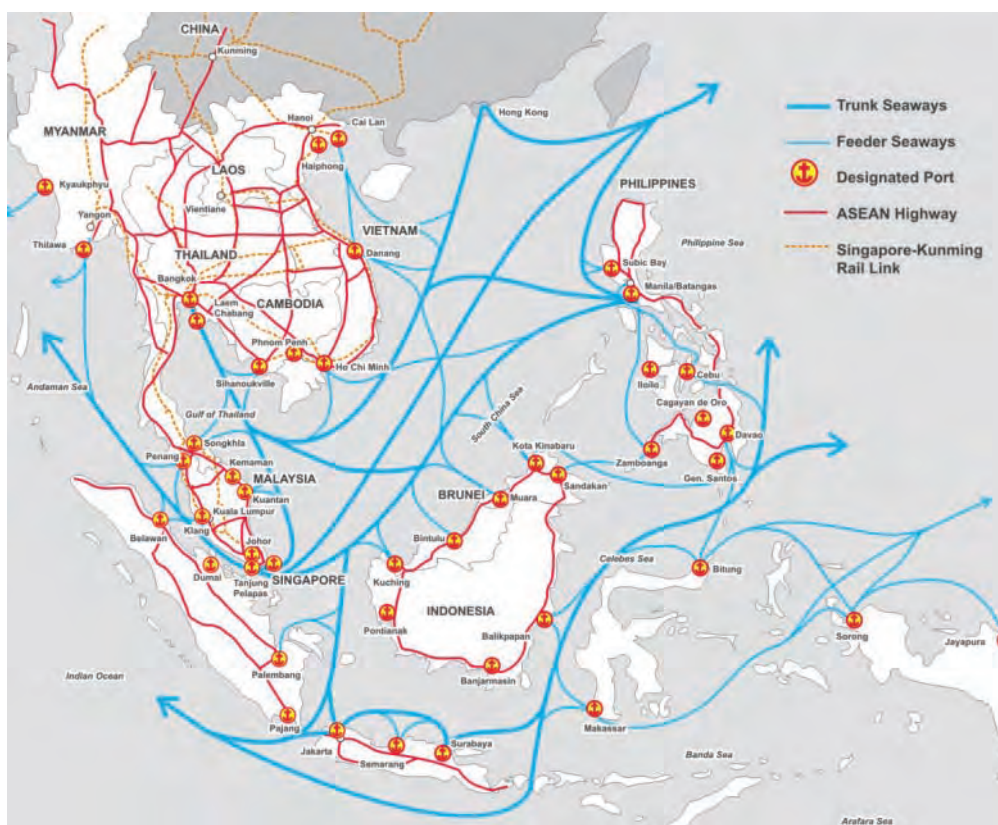 CHINA
Kunming
Hong Kong
Trunk Seaways
Feeder Seaways
Designated Port
ASEAN Highway
Singapore-Kunming
Rail Link
MYANMAR
Hanoi
Cai Lan
Haiphong
LAOS
Kyaukphyu
Vientiane
Yangon
Thilawa
THAILAND
VIETNAM
Danang
PHILIPPINES
Philippine Sea
Subic Bay
Manila/Batangas
Bangkok
Laem
Chabang
CAMBODIA
Phnom Penh
Ho Chi Minh
Sihanoukville
Iloilo
Cebu
Cagayan de Oro
Davao
Zamboanga
Gen. Santos
Andaman Sea
Gulf of Thailand
South China Sea
Songkhla
Penang
Kemaman
MALAYSIA
Kuantan
Kota Kinabaru
Sandakan
BRUNEI
Muara
Kuala Lumpur
Klang
Belawan
Johor
Dumai
Tanjung
Pelapas
SINGAPORE
Bintulu
Kuching
Celebes Sea
Bitung
INDONESIA
Pontianak
Balikpapan
Sorong
Jayapura
Indian Ocean
Palembang
Banjarmasin
Pajang
Makassar
Jakarta
Semarang
Surabaya
Banda Sea
Arafara Sea